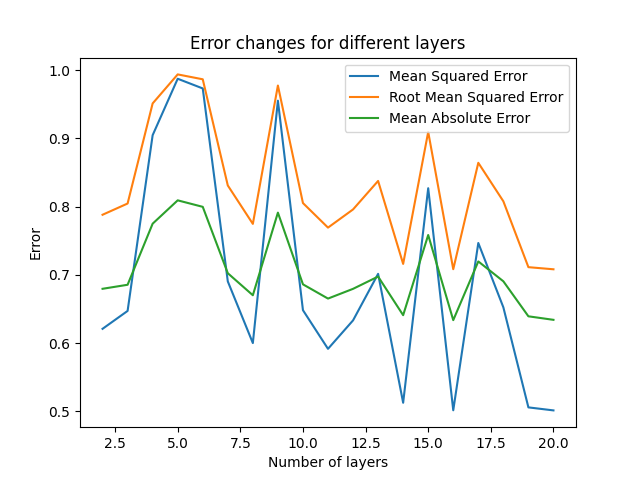 Error changes for different layers
Mean Squared Error
Root Mean Squared Error
Mean Absolute Error
Error
1.0
0.9
0.8
0.7
0.6
0.5
2.5 5.0 7.5 10.0 12.5 15.0 17.5 20.0
Number of layers